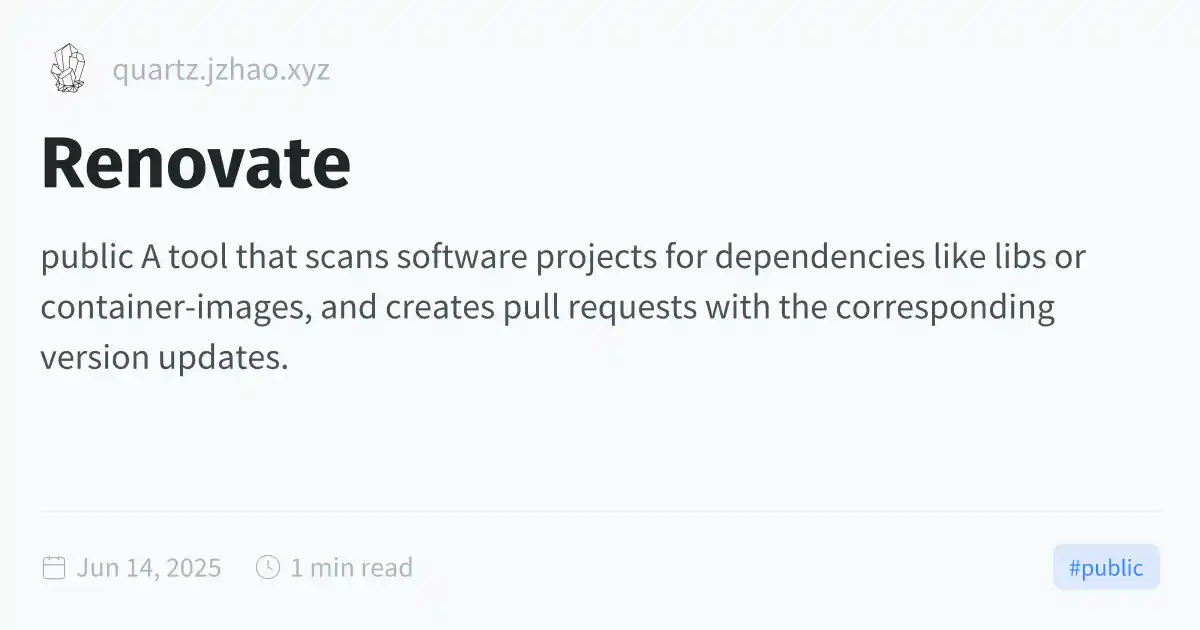 quartz.jzhao.xyz
Renovate
public A tool that scans software projects for dependencies like libs or
container-images, and creates pull requests with the corresponding
version updates.
Jun 14, 2025 1 min read #public